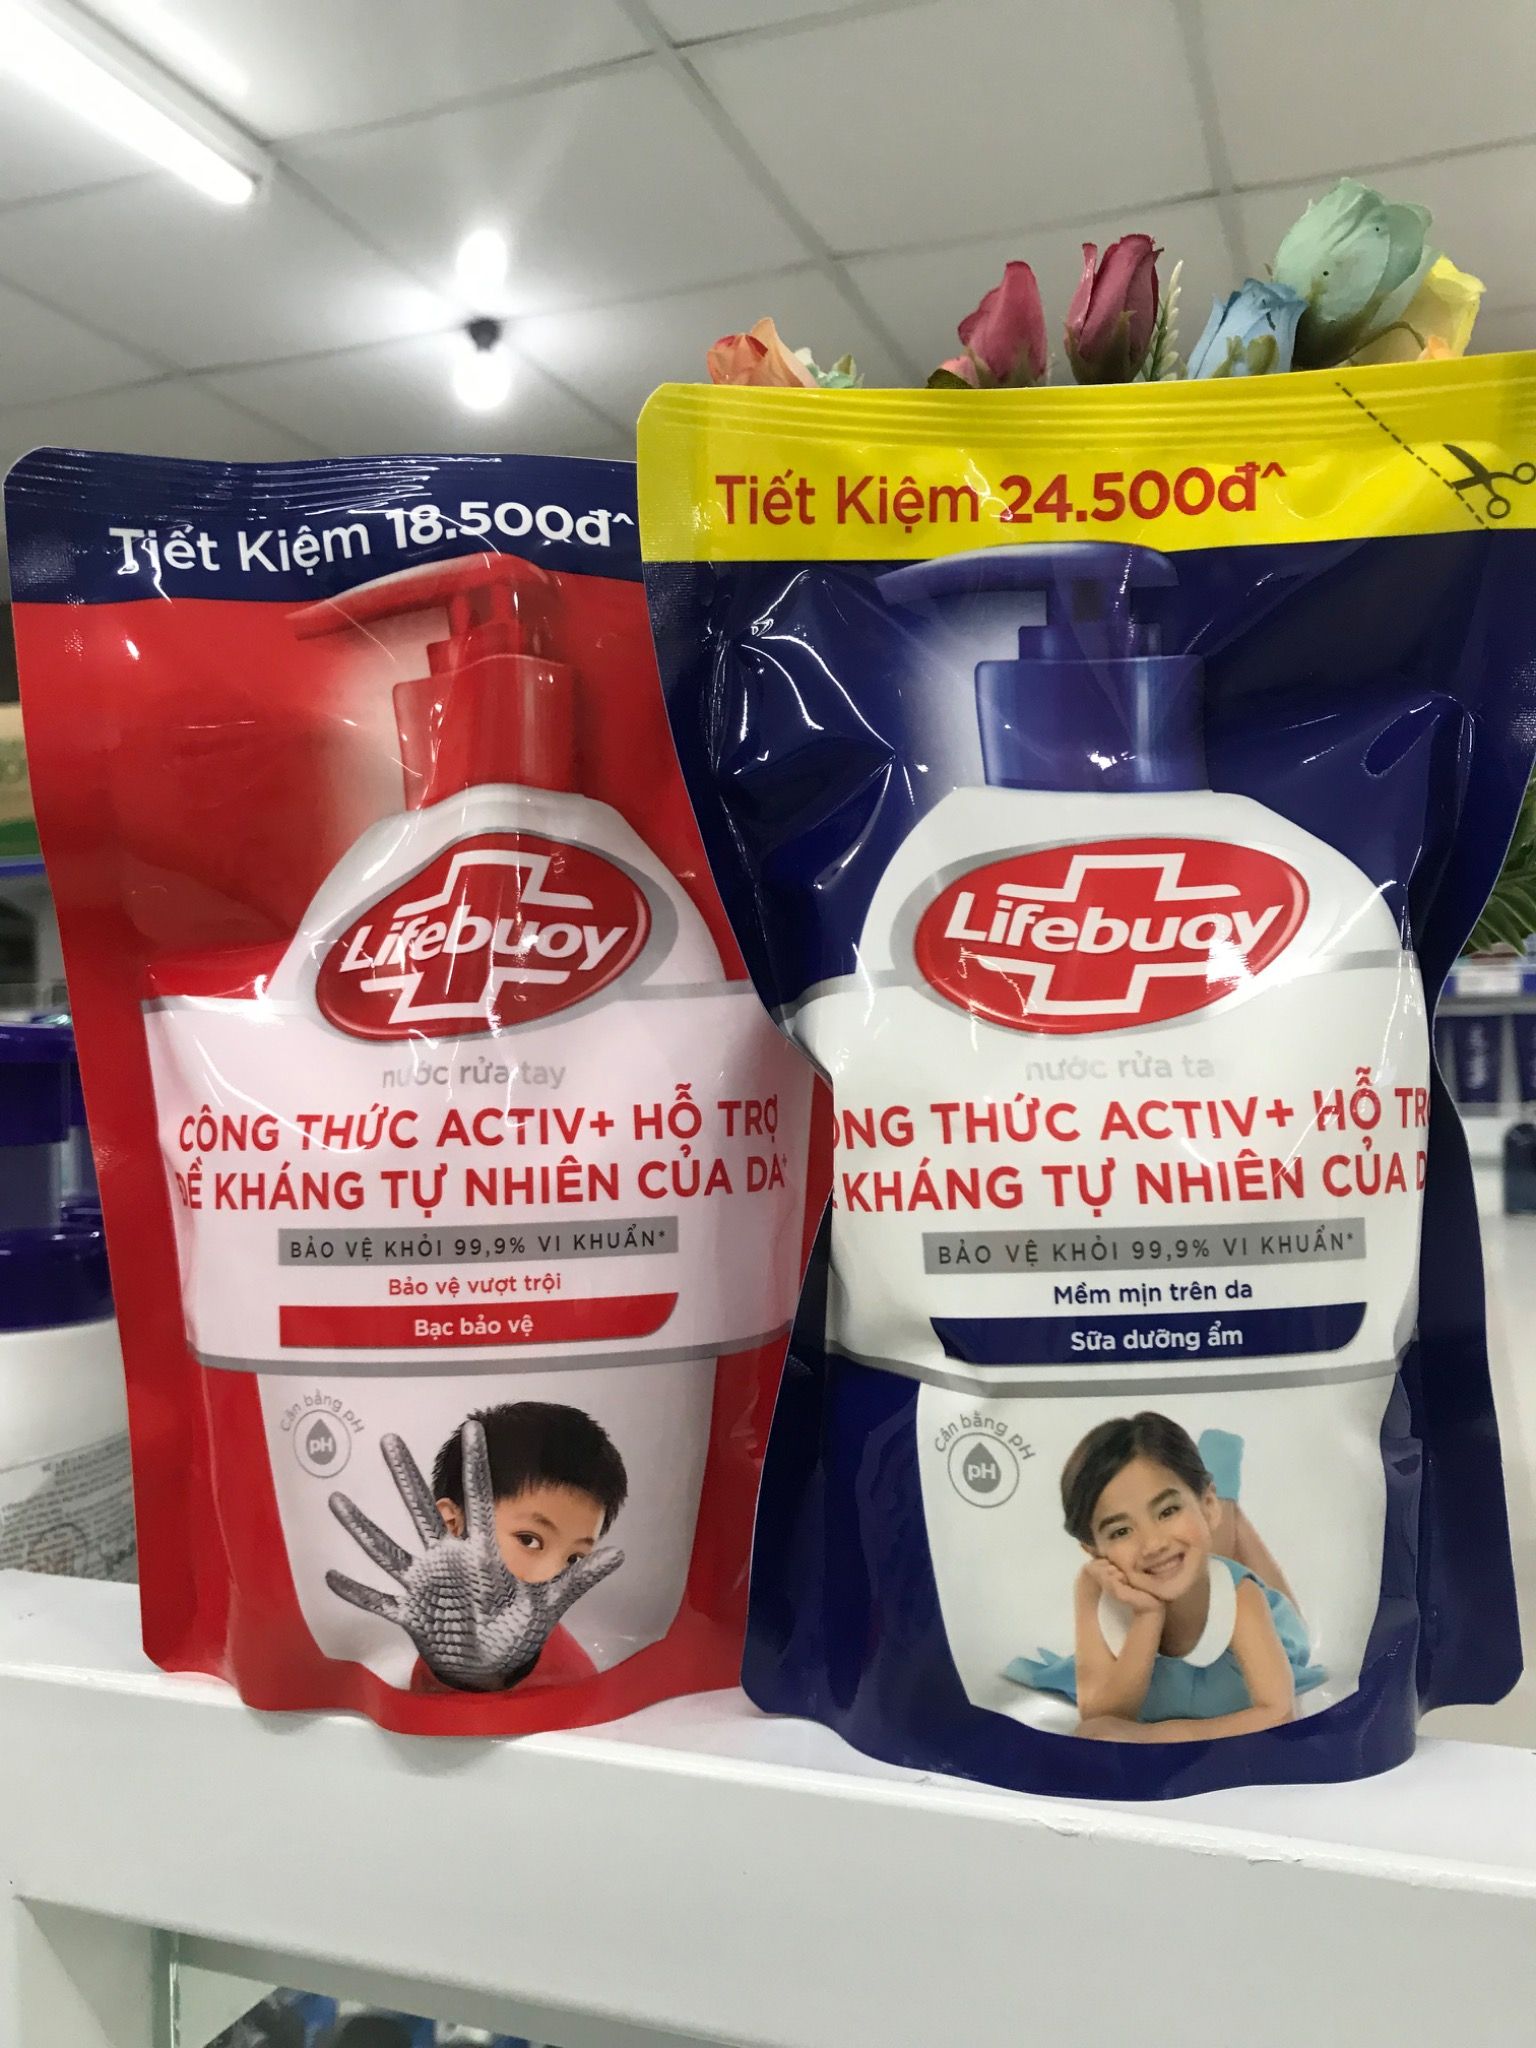 Tiết Kiệm 18.500đ^
Lifebuoy
nước rửa tay
CÔNG THỨC ACTIV+ HỖ TRỢ
ĐỀ KHÁNG TỰ NHIÊN CỦA DA+
BẢO VỆ KHỎI 99,9% VI KHUẨN*
Bảo vệ vượt trội
Bạc bảo vệ
Cân bằng pH
pH
Tiết Kiệm 24.500đ^
Lifebuoy
nước rửa ta
ÔNG THỨC ACTIV+ HỖ TRỢ
KHÁNG TỰ NHIÊN CỦA D
BẢO VỆ KHỎI 99,9% VI KHUẨN*
Mềm mịn trên da
Sữa dưỡng ẩm
Cân bằng pH
pH